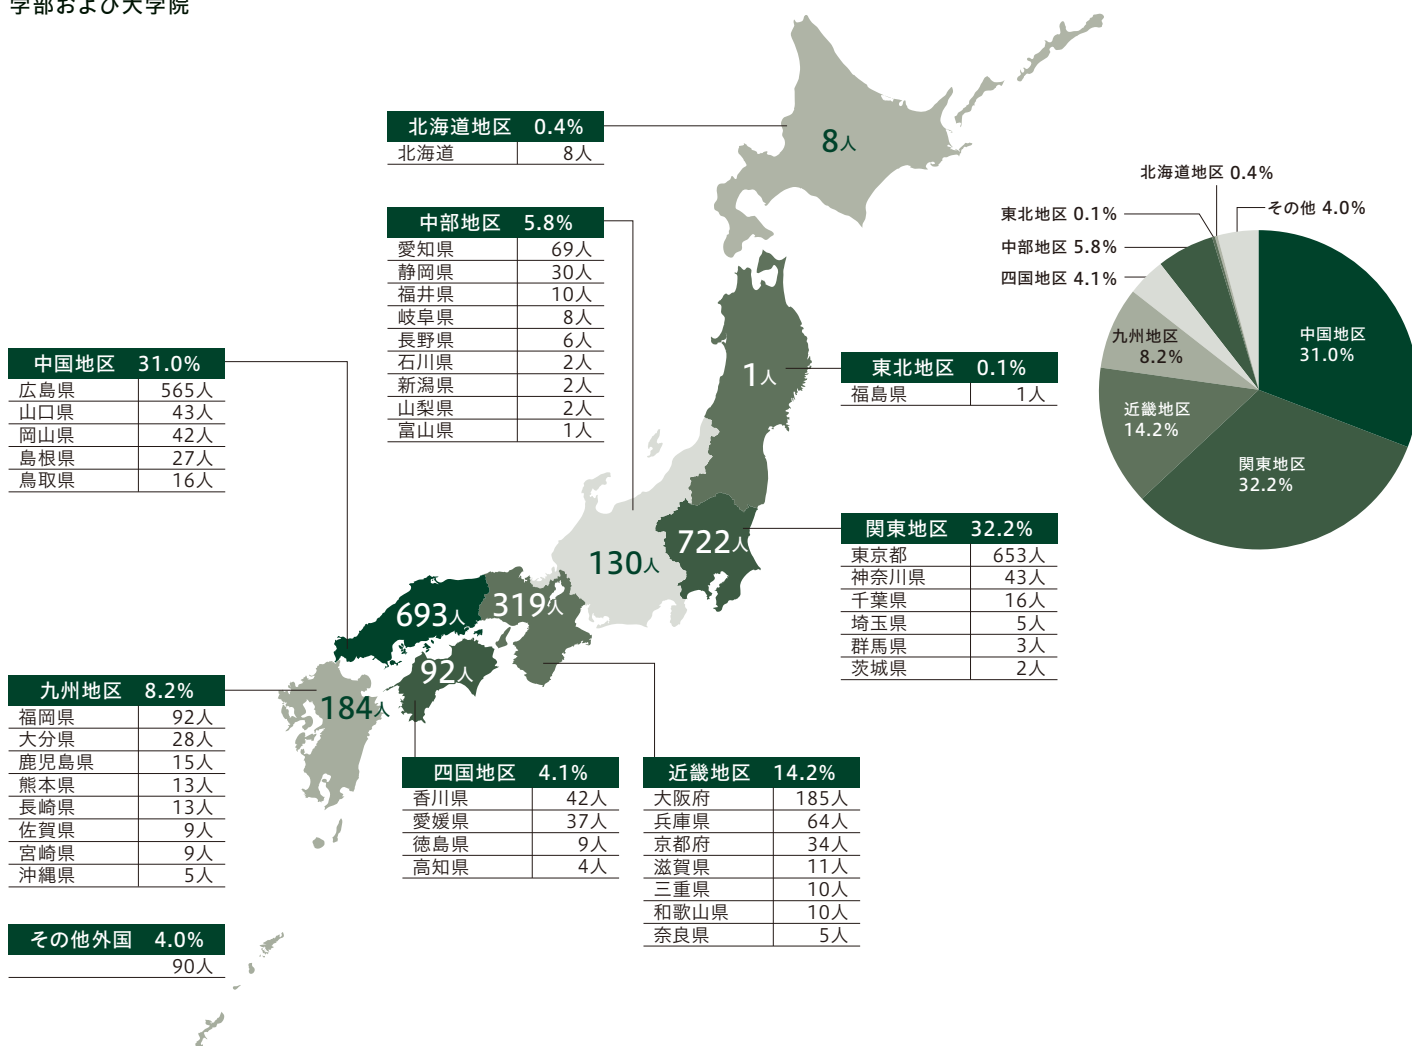 学部および大学院
北海道地区 0.4%
北海道 8人
中部地区 5.8%
愛知県 69人
静岡県 30人
福井県 10人
岐阜県 8人
長野県 6人
石川県 2人
新潟県 2人
山梨県 2人
富山県 1人
中国地区 31.0%
広島県 565人
山口県 43人
岡山県 42人
島根県 27人
鳥取県 16人
九州地区 8.2%
福岡県 92人
大分県 28人
鹿児島県 15人
熊本県 13人
長崎県 13人
佐賀県 9人
宮崎県 9人
沖縄県 5人
その他外国 4.0%
90人
四国地区 4.1%
香川県 42人
愛媛県 37人
徳島県 9人
高知県 4人
近畿地区 14.2%
大阪府 185人
兵庫県 64人
京都府 34人
滋賀県 11人
三重県 10人
和歌山県 10人
奈良県 5人
東北地区 0.1%
福島県 1人
関東地区 32.2%
東京都 653人
神奈川県 43人
千葉県 16人
埼玉県 5人
群馬県 3人
茨城県 2人
8人
1人
722人
130人
319人
693人
92人
184人
北海道地区 0.4%
東北地区 0.1%
その他 4.0%
中部地区 5.8%
四国地区 4.1%
九州地区
8.2%
中国地区
31.0%
近畿地区
14.2%
関東地区
32.2%